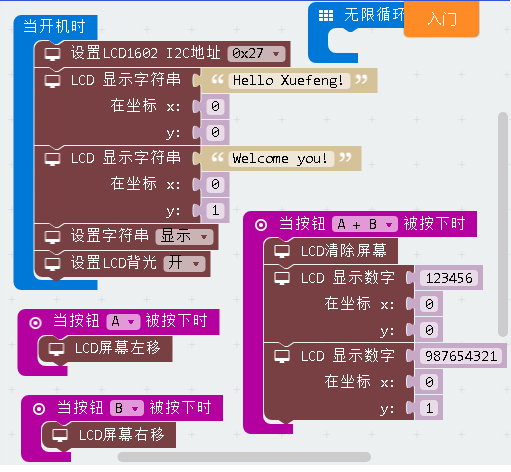 当开机时
设置LCD1602 I2C地址 0x27
LCD 显示字符串 “ Hello Xuefeng! ”
在坐标 x: 0
y: 0
LCD 显示字符串 “ Welcome you! ”
在坐标 x: 0
y: 1
设置字符串 显示
设置LCD背光 开
当按钮 A 被按下时
LCD屏幕左移
当按钮 B 被按下时
LCD屏幕右移
无限循环
入门
当按钮 A + B 被按下时
LCD清除屏幕
LCD 显示数字 123456
在坐标 x: 0
y: 0
LCD 显示数字 987654321
在坐标 x: 0
y: 1